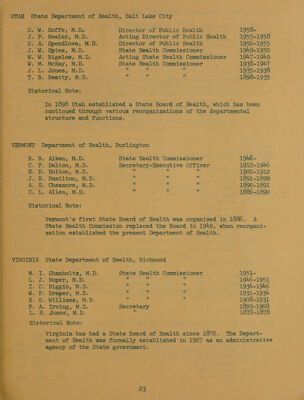 UTAH State Department of Health, Salt Lake City
G. W. Soffe, M.D. Director of Public Health 1958-
J. P. Kesler, M.D. Acting Director of Public Health 1955-1958
G. A. Spendlove, M.D. Director of Public Health 1950-1955
J. W. Spies, M.D. State Health Commissioner 1949-1950
W. W. Bigelow, M.D. Acting State Health Commissioner 1947-1949
W. M. McKay, M.D. State Health Commissioner 1938-1947
J. L. Jones, M.D. " " " 1935-1938
T. B. Beatty, M.D. " " " 1898-1935
Historical Note:
In 1898 Utah established a State Board of Health, which has been
continued through various reorganizations of the departmental
structure and functions.
VERMONT Department of Health, Burlington
R. B. Aiken, M.D. State Health Commissioner 1946-
C. F. Dalton, M.D. Secretary-Executive Officer 1912-1946
H. D. Holton, M.D. " " " 1900-1912
J. H. Hamilton, M.D. " " " 1891-1899
A. S. Chesmore, M.D. " " " 1890-1891
C. L. Allen, M.D. " " " 1886-1890
Historical Note:
Vermont's first State Board of Health was organized in 1886. A
State Health Commission replaced the Board in 1949, when reorgani-
sation established the present Department of Health.
VIRGINIA State Department of Health, Richmond
M. I. Shanholtz, M.D. State Health Commissioner 1951-
L. J. Roper, M.D. " " " 1946-1951
I. C. Riggin, M.D. " " " 1934-1946
W. F. Draper, M.D. " " " 1931-1934
E. G. Williams, M.D. " " " 1908-1931
P. A. Irving, M.D. Secretary 1895-1908
L. S. Jones, M.D. " 1872-1878
Historical Note:
Virginia has had a State Board of Health since 1872. The Depart-
ment of Health was formally established in 1927 as an administrative
agency of the State government.
23